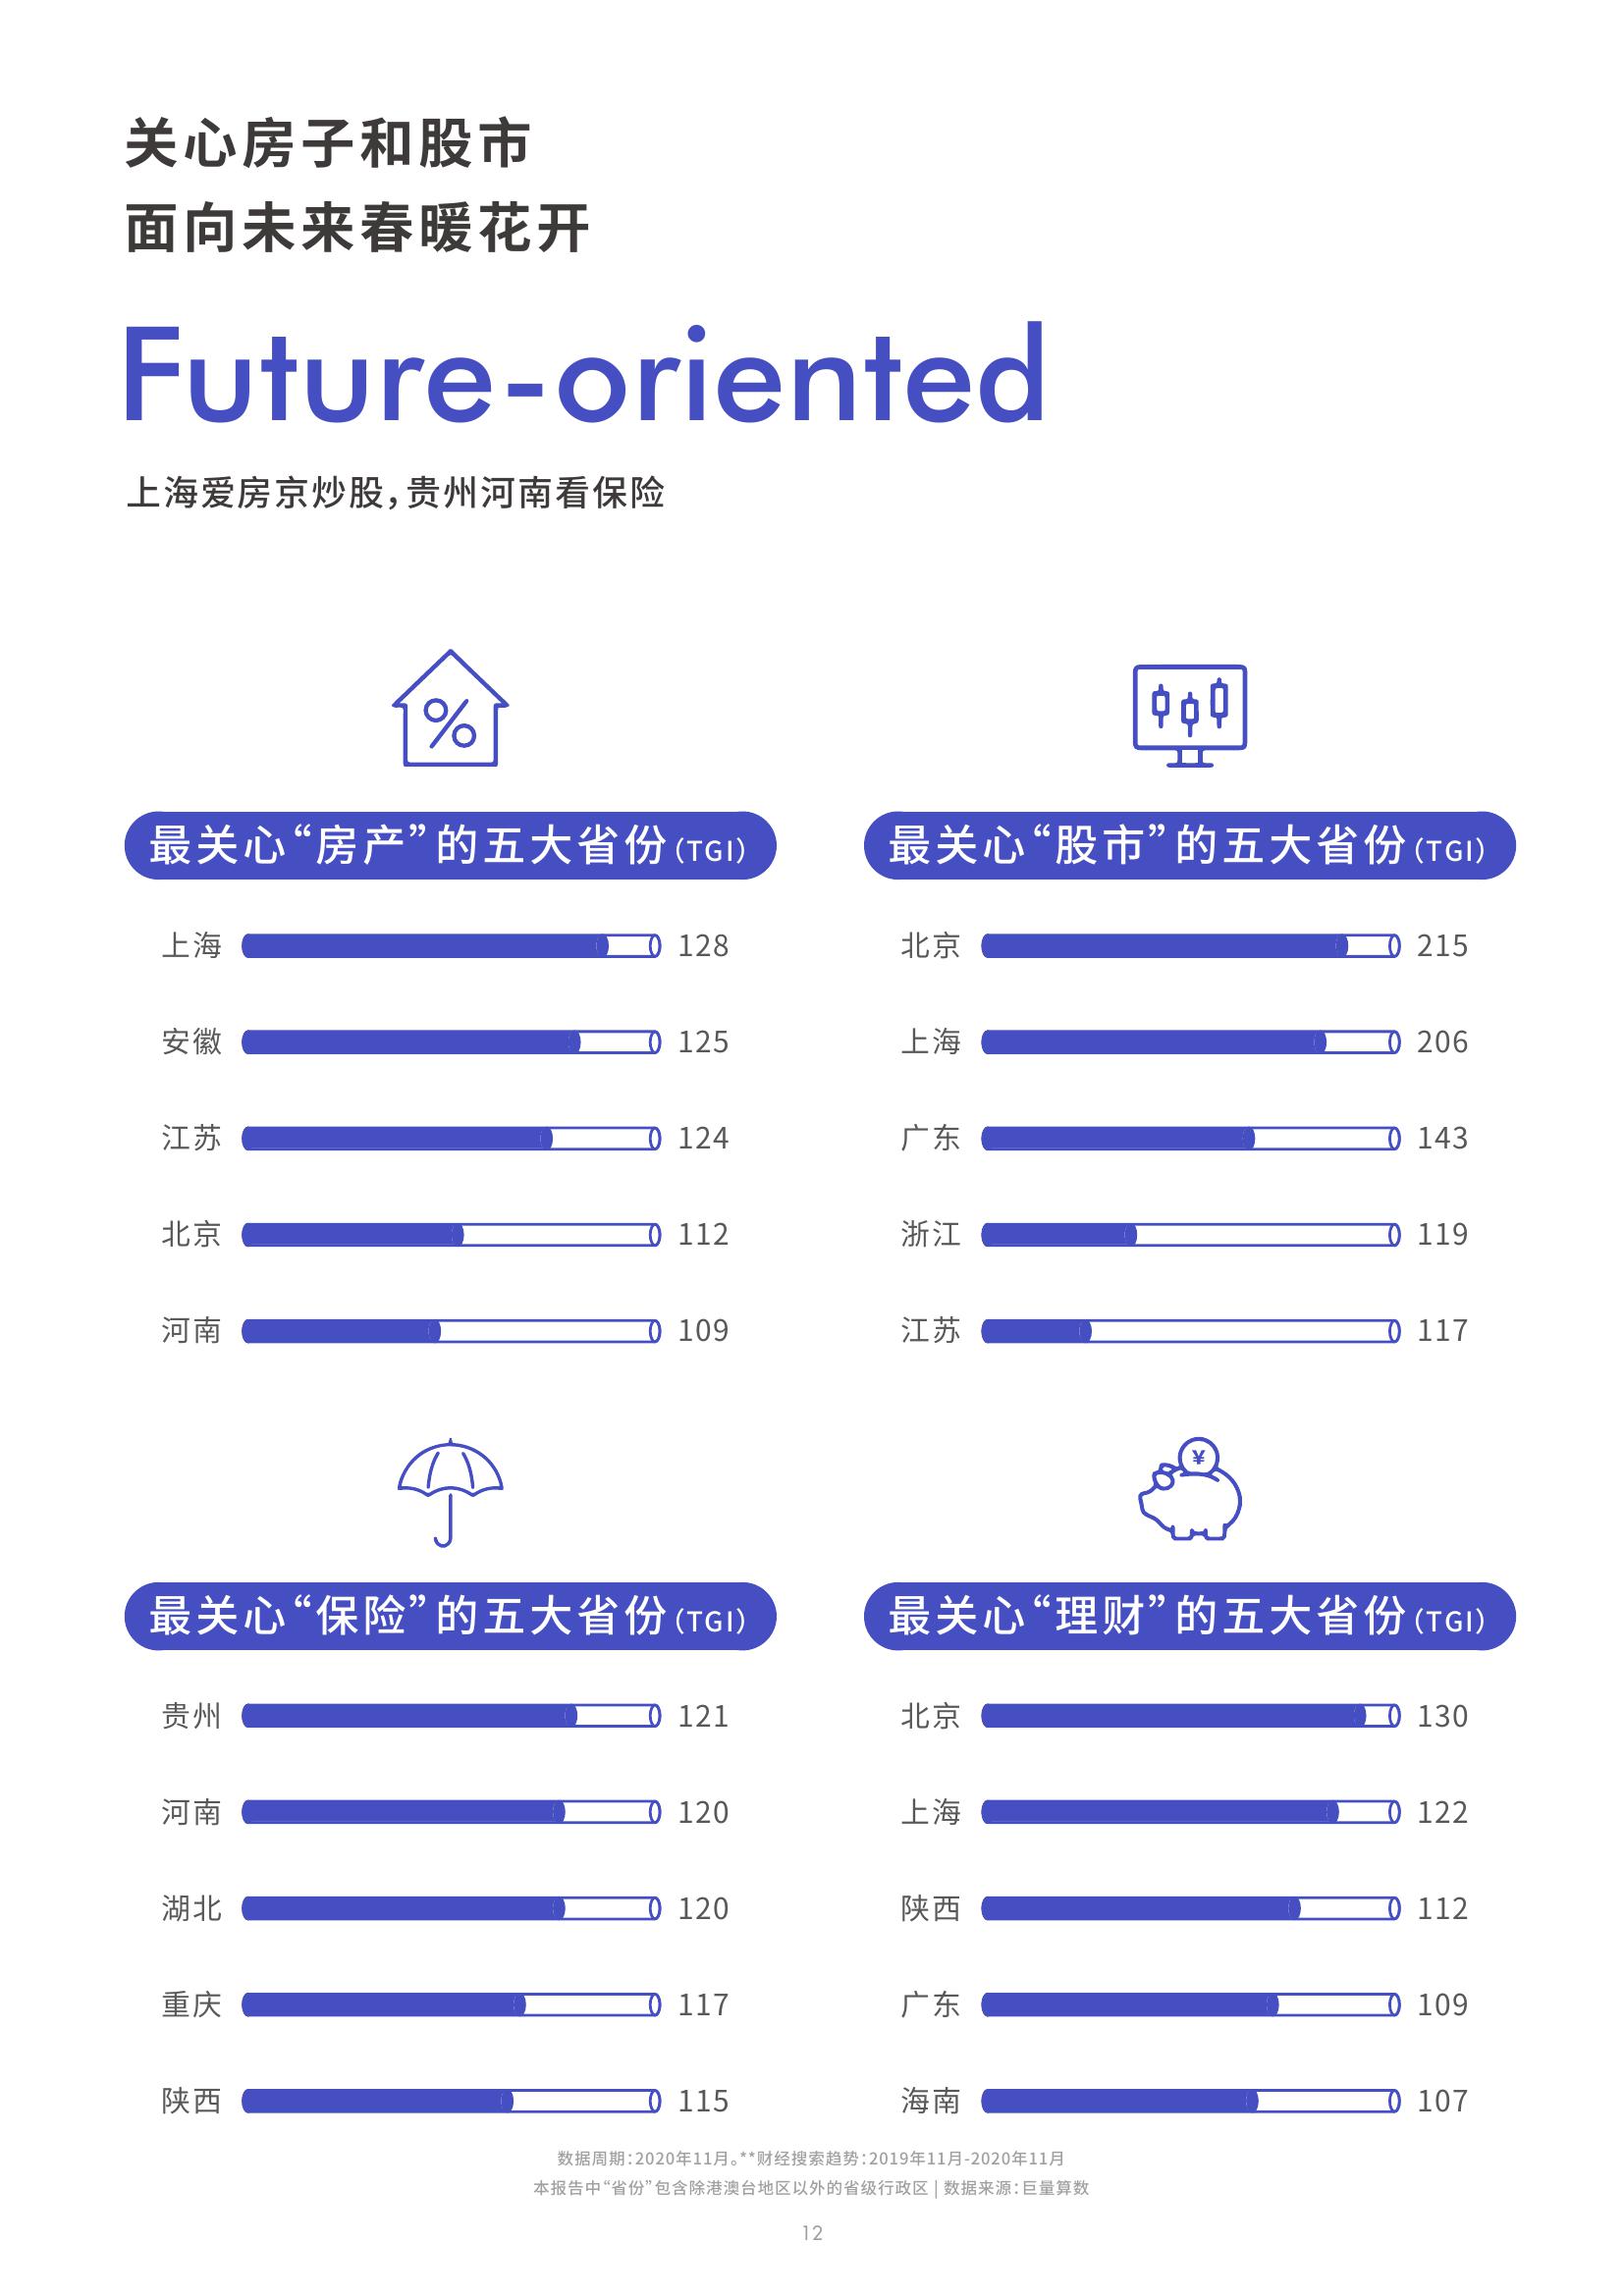 关心房子和股市
面向未来春暖花开
Future-oriented
上海爱房京炒股，贵州河南看保险
最关心“房产”的五大省份（TGI）
上海 128
安徽 125
江苏 124
北京 112
河南 109
最关心“股市”的五大省份（TGI）
北京 215
上海 206
广东 143
浙江 119
江苏 117
最关心“保险”的五大省份（TGI）
贵州 121
河南 120
湖北 120
重庆 117
陕西 115
¥
最关心“理财”的五大省份（TGI）
北京 130
上海 122
陕西 112
广东 109
海南 107
数据周期：2020年11月。**财经搜索趋势：2019年11月-2020年11月
本报告中“省份”包含除港澳台地区以外的省级行政区 | 数据来源：巨量算数
12